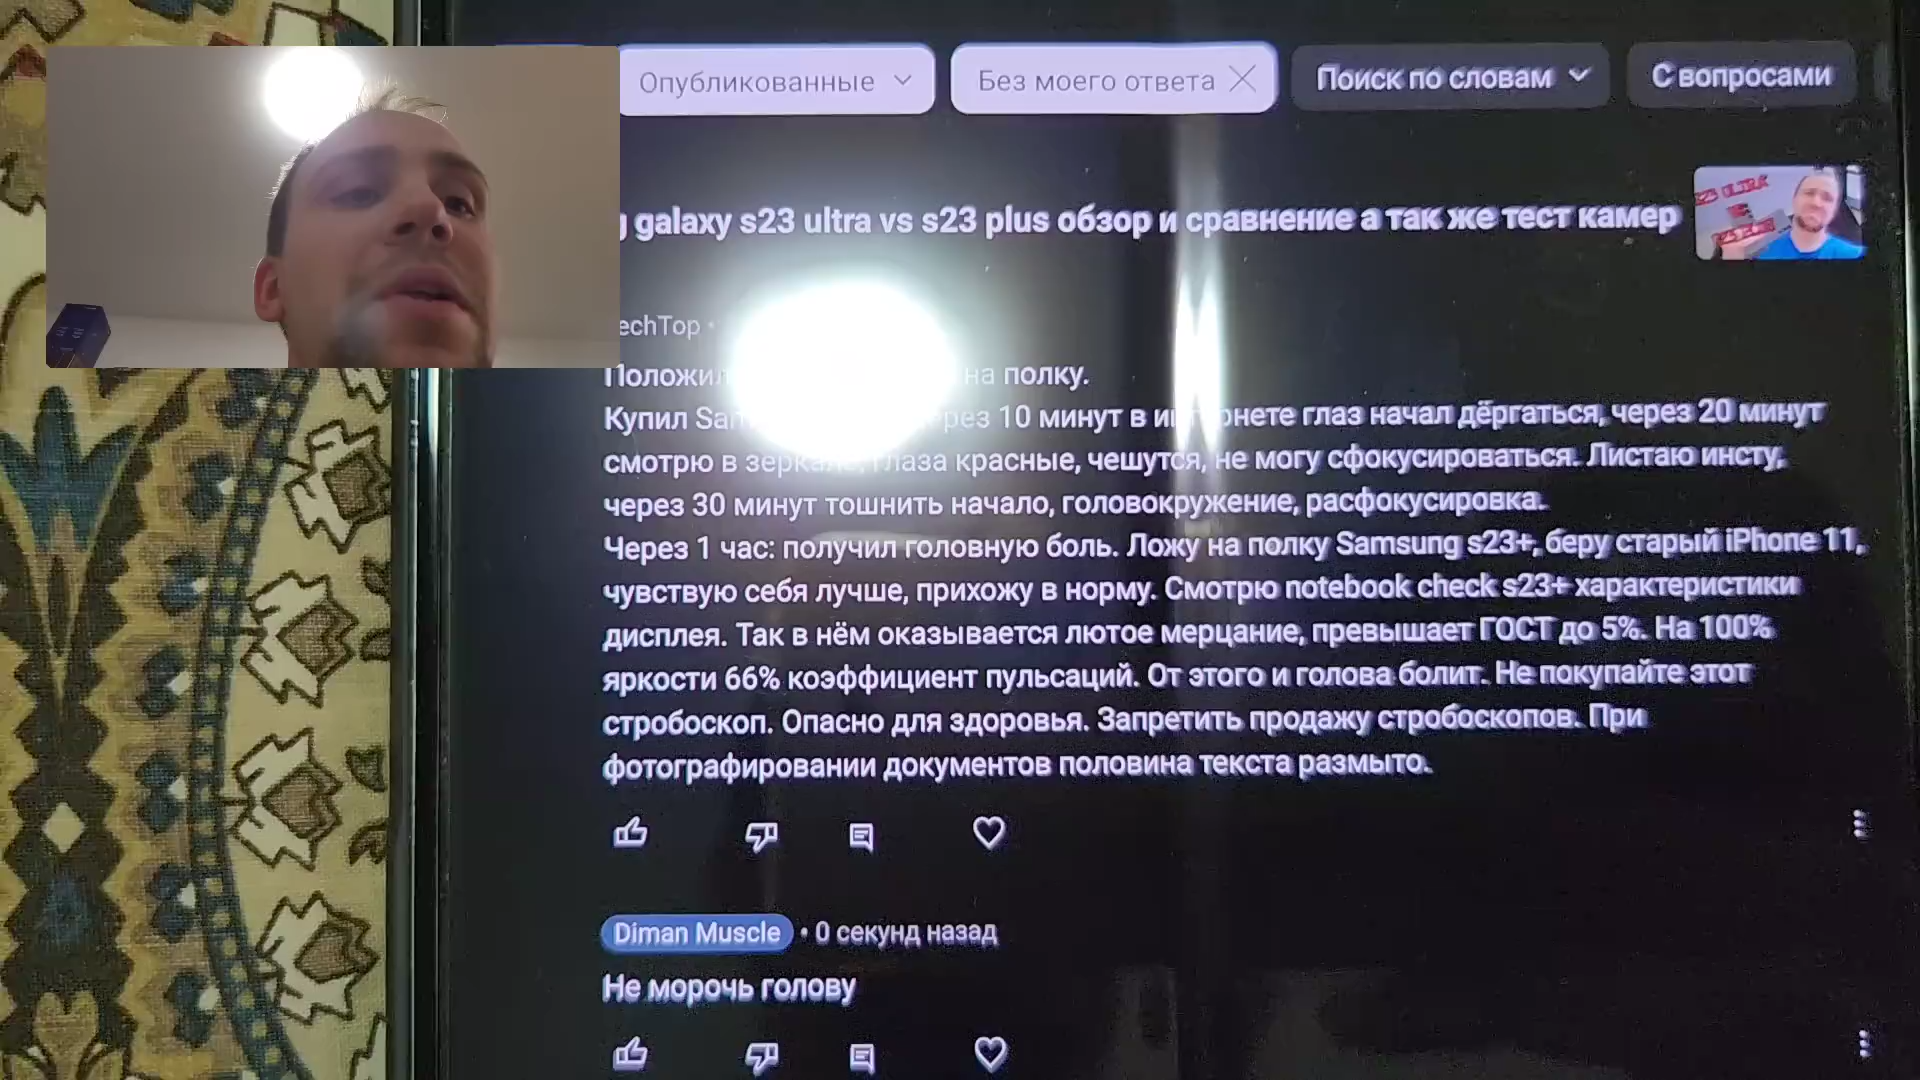 Опубликованные
Без моего ответа
Поиск по словам
С вопросами
galaxy s23 ultra vs s23 plus обзор и сравнение а так же тест камер
echTop •
Положил на полку.
Купил 10 минут в глаз начал дёргаться, через 20 минут
смотрю в глаза красные, чешутся, не могу сфокусироваться. Листаю инсту,
через 30 минут тошнить начало, головокружение, расфокусировка.
Через 1 час: получил головную боль. Ложу на полку Samsung s23+, беру старый iPhone 11,
чувствую себя лучше, прихожу в норму. Смотрю notebook check s23+ характеристики
дисплея. Так в нём оказывается лютое мерцание, превышает ГОСТ до 5%. На 100%
яркости 66% коэффициент пульсаций. От этого и голова болит. Не покупайте этот
стробоскоп. Опасно для здоровья. Запретить продажу стробоскопов. При
фотографировании документов половина текста размыто.
Diman Muscle • 0 секунд назад
Не морочь голову